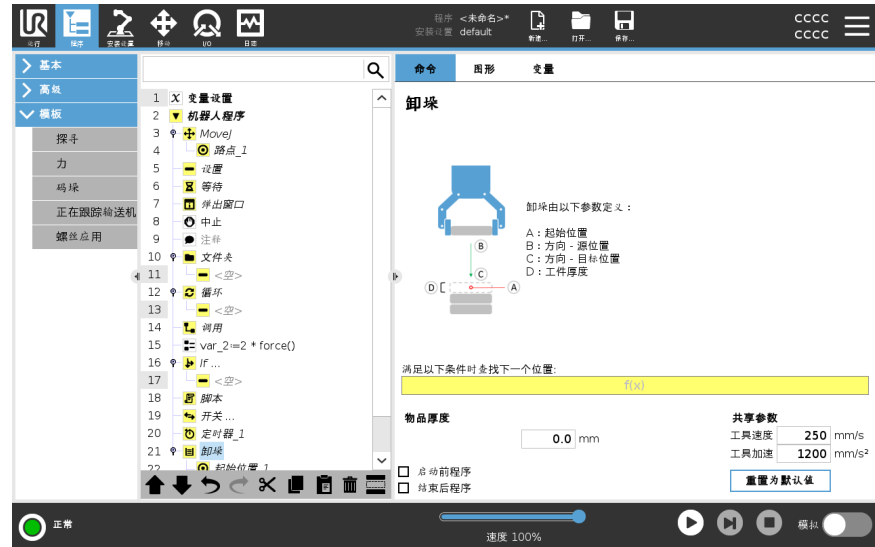 UR
运行
程序
安装设置
移动
I/O
日志
程序 <未命名>*
安装设置 default
新建...
打开...
保存...
CCCC
CCCC
基本
高级
模板
探寻
力
码垛
正在跟踪输送机
螺丝应用
1 X 变量设置
2 机器人程序
3 MoveJ
4 路点_1
5 设置
6 等待
7 弹出窗口
8 中止
9 注释
10 文件夹
11 <空>
12 循环
13 <空>
14 调用
15 var_2:=2 * force()
16 If ...
17 <空>
18 脚本
19 开关 ...
20 定时器_1
21 卸垛
22 起始位置_1
命令 图形 变量
卸垛
B
C
D
A
卸垛由以下参数定义：
A：起始位置
B：方向 - 源位置
C：方向 - 目标位置
D：工件厚度
满足以下条件时查找下一个位置:
f(x)
物品厚度
0.0 mm
启动前程序
结束后程序
共享参数
工具速度 250 mm/s
工具加速 1200 mm/s²
重置为默认值
正常
速度 100%
模拟